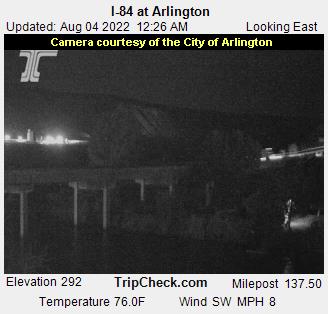 I-84 at Arlington
Updated: Aug 04 2022 12:26 AM Looking East
Camera courtesy of the City of Arlington
Elevation 292 TripCheck.com Milepost 137.50
Temperature 76.0F Wind SW MPH 8